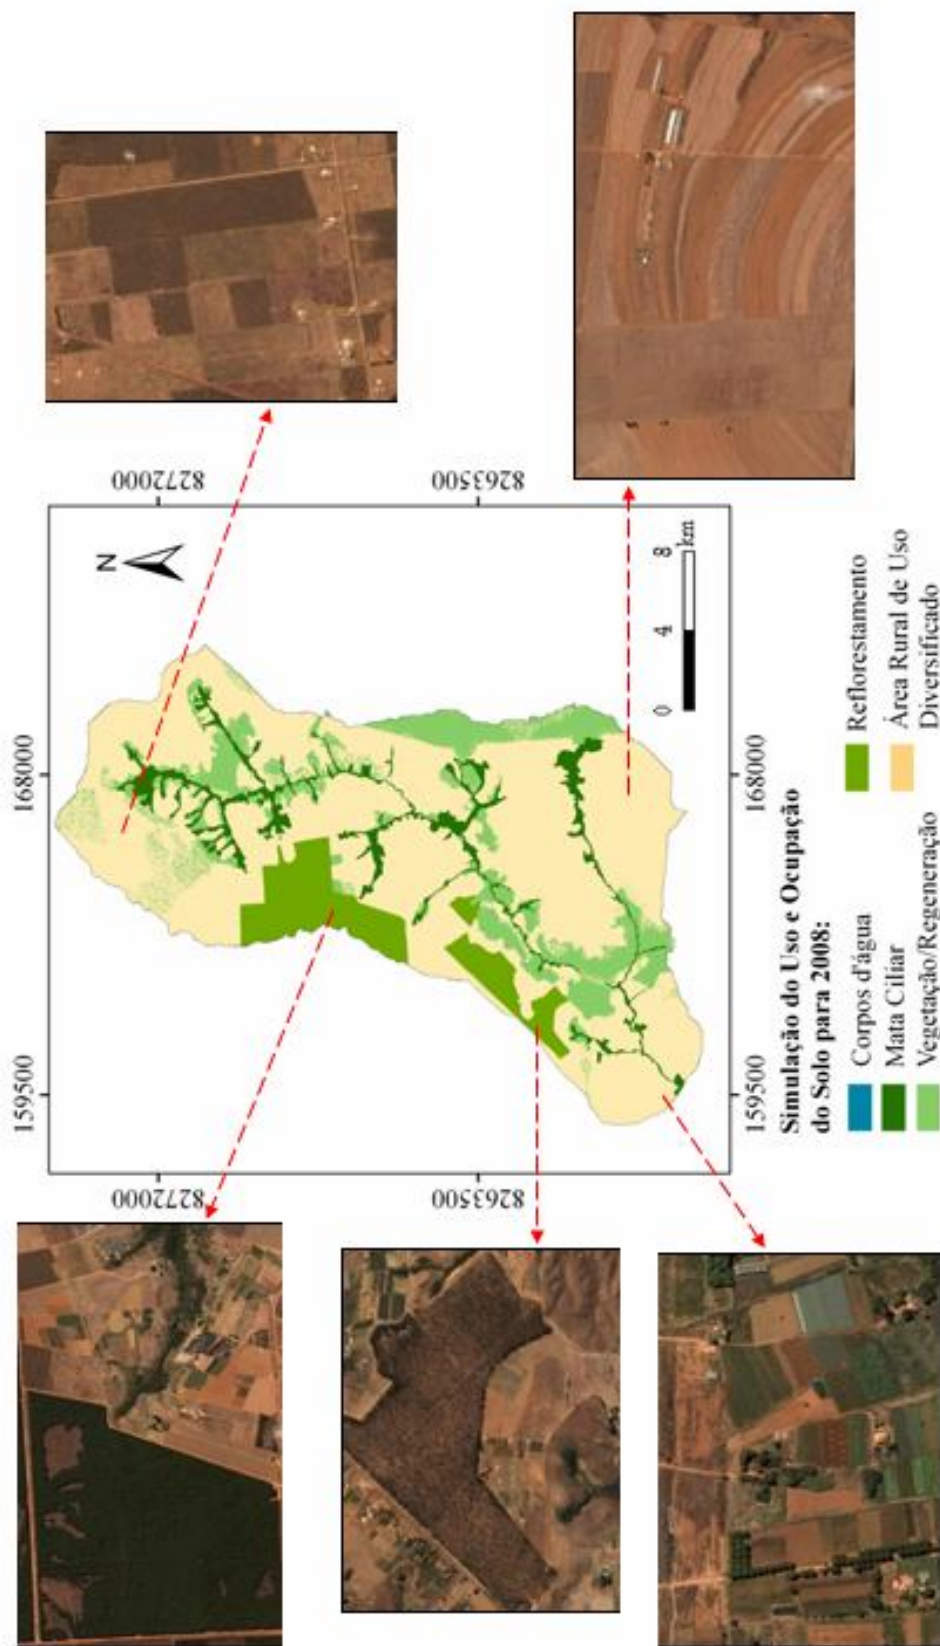 159500
168000
8272000
8272000
N
8263500
8263500
0
4
8
km
159500
168000
Simulação do Uso e Ocupação
do Solo para 2008:
Corpos d'água
Mata Ciliar
Vegetação/Regeneração
Reflorestamento
Área Rural de Uso
Diversificado